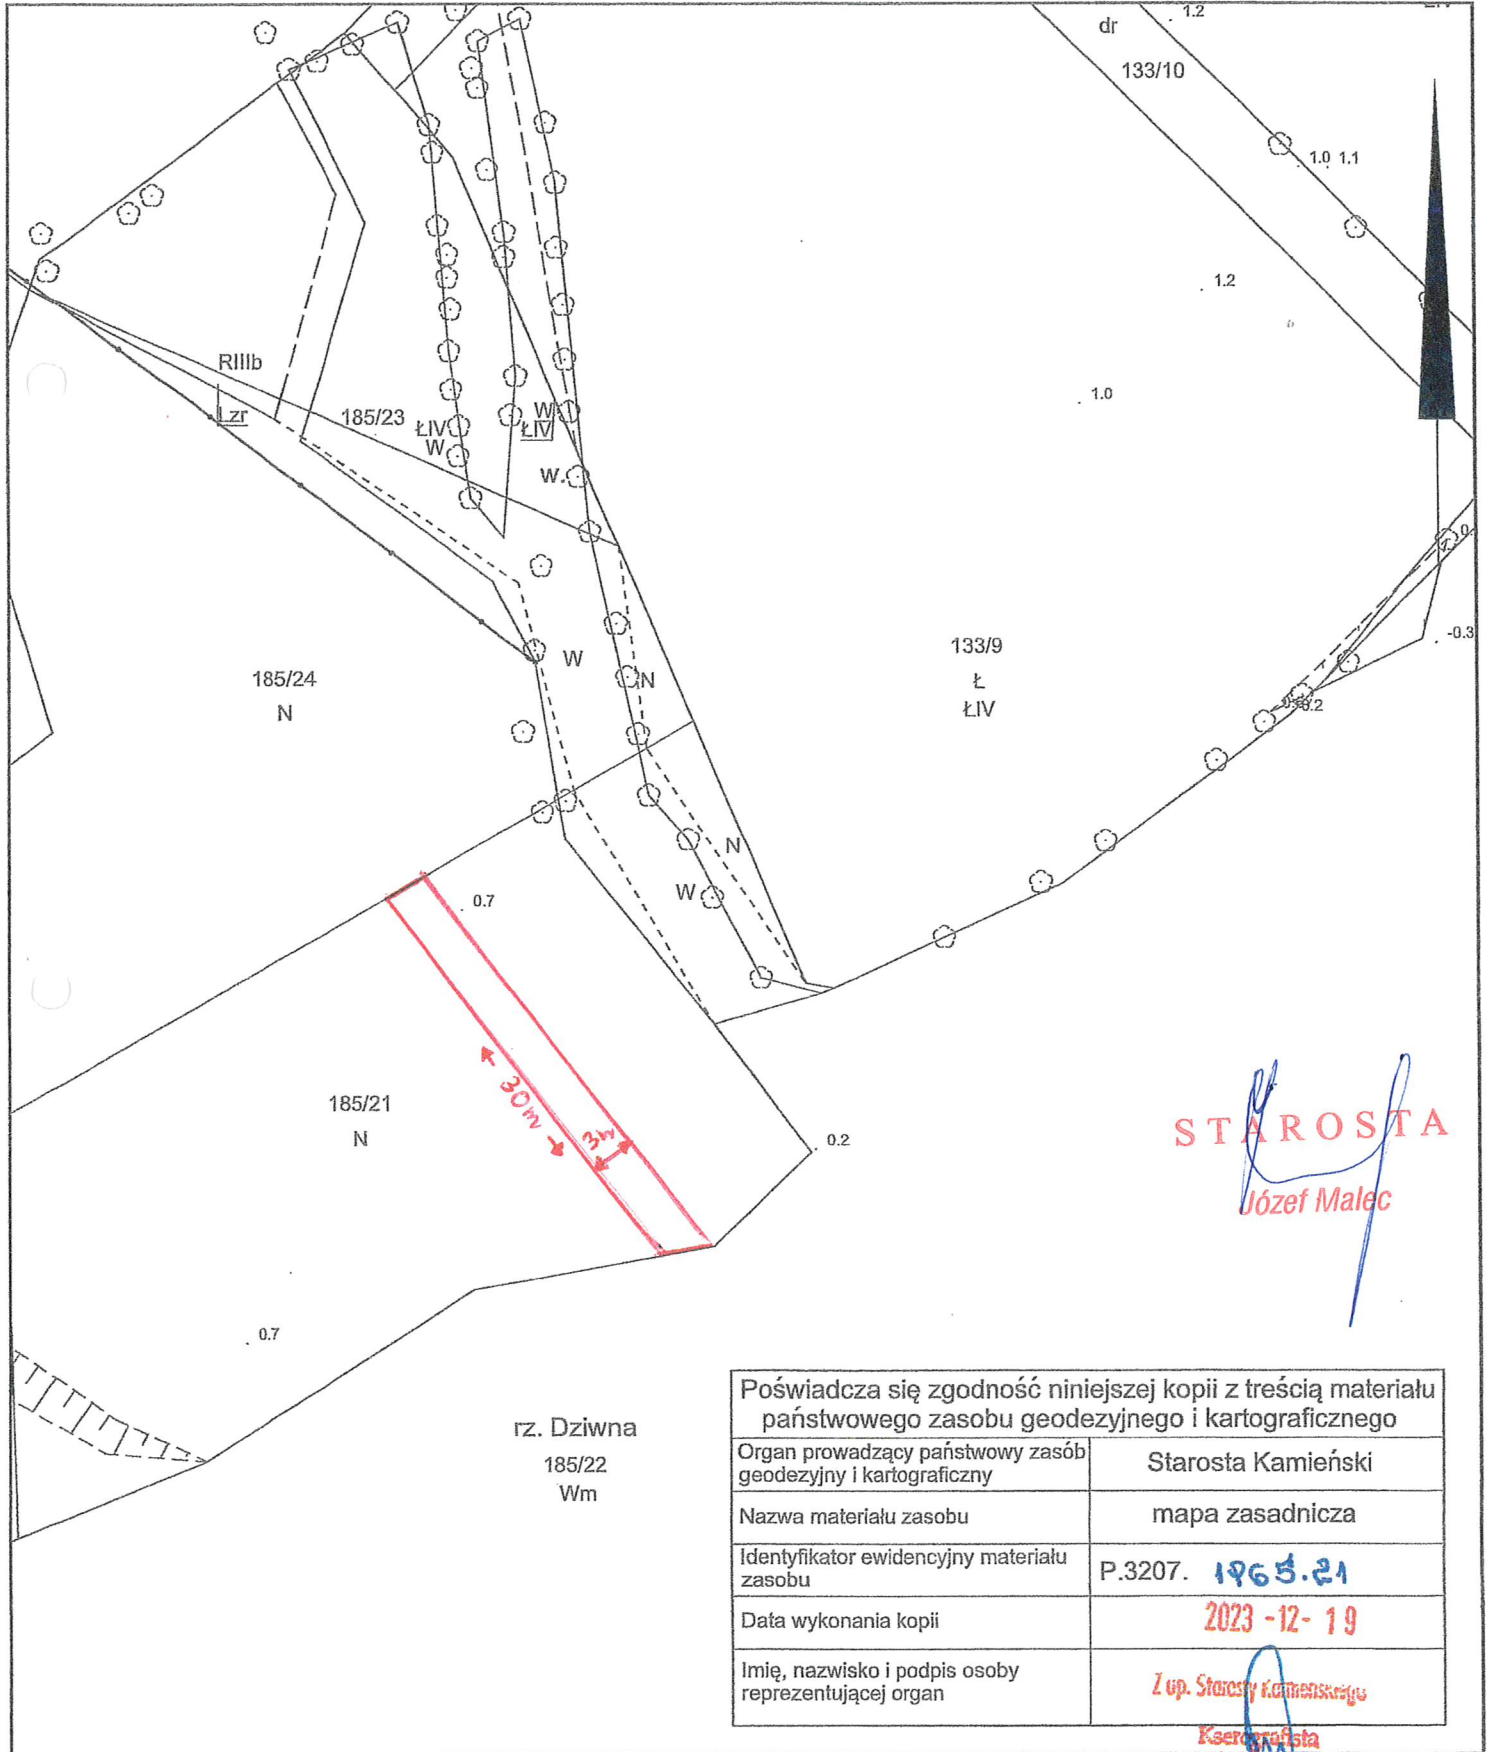 dr
1.2
133/10
1.0 1.1
1.2
RIIIb
Lzr
185/23
ŁIV
W
W
ŁIV
W.
1.0
0.
W
N
133/9
Ł
ŁIV
-0.3
185/24
N
0.2
N
W
0.7
30m
3m
185/21
N
0.2
STAROSTA
Józef Malec
0.7
rz. Dziwna
185/22
Wm
Poświadcza się zgodność niniejszej kopii z treścią materiału
państwowego zasobu geodezyjnego i kartograficznego
Organ prowadzący państwowy zasób
geodezyjny i kartograficzny
Starosta Kamieński
Nazwa materiału zasobu
mapa zasadnicza
Identyfikator ewidencyjny materiału
zasobu
P.3207. 1965.21
Data wykonania kopii
2023 -12- 19
Imię, nazwisko i podpis osoby
reprezentującej organ
Z up. Starosty Kamieńskiego
Kserografista